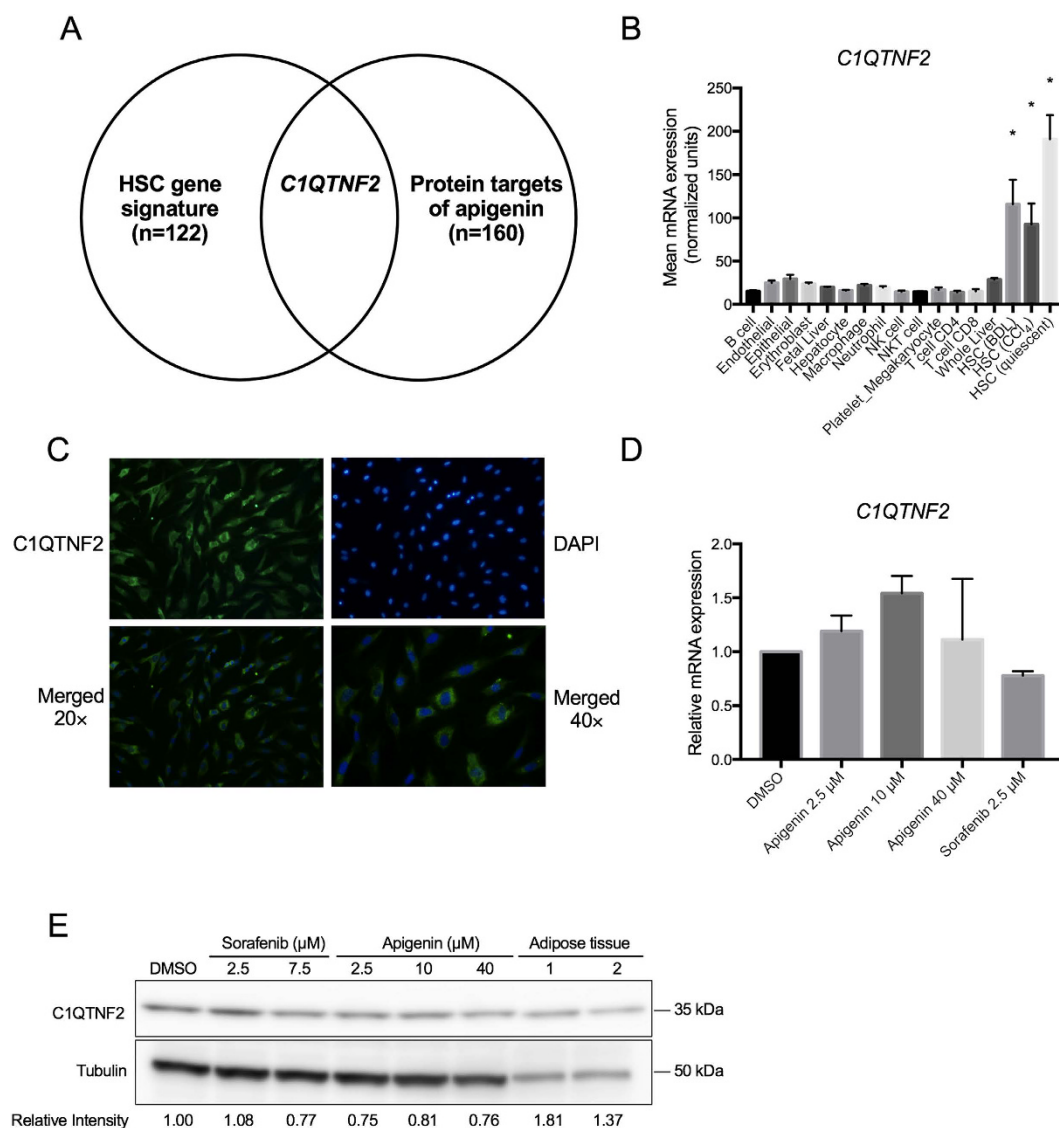 A
HSC gene
signature
(n=122)
C1QTNF2
Protein targets
of apigenin
(n=160)
B
C1QTNF2
Mean mRNA exression
(normalized units)
250
200
150
100
50
0
*
*
*
B cell
Endothelial
Epithelial
Erythroblast
Fetal Liver
Hepatocyte
Macrophage
Neutrophil
NK cell
NKT cell
Platelet_Megakaryocyte
T cell CD4
T cell CD8
Whole Liver
HSC (BDL)
HSC (CCl4)
HSC (quiescent)
C
C1QTNF2
DAPI
Merged
20×
Merged
40×
D
C1QTNF2
Relative mRNA expression
2.0
1.5
1.0
0.5
0.0
DMSO
Apigenin 2.5 µM
Apigenin 10 µM
Apigenin 40 µM
Sorafenib 2.5 µM
E
Sorafenib (µM) Apigenin (µM) Adipose tissue
DMSO 2.5 7.5 2.5 10 40 1 2
C1QTNF2 35 kDa
Tubulin 50 kDa
Relative Intensity 1.00 1.08 0.77 0.75 0.81 0.76 1.81 1.37